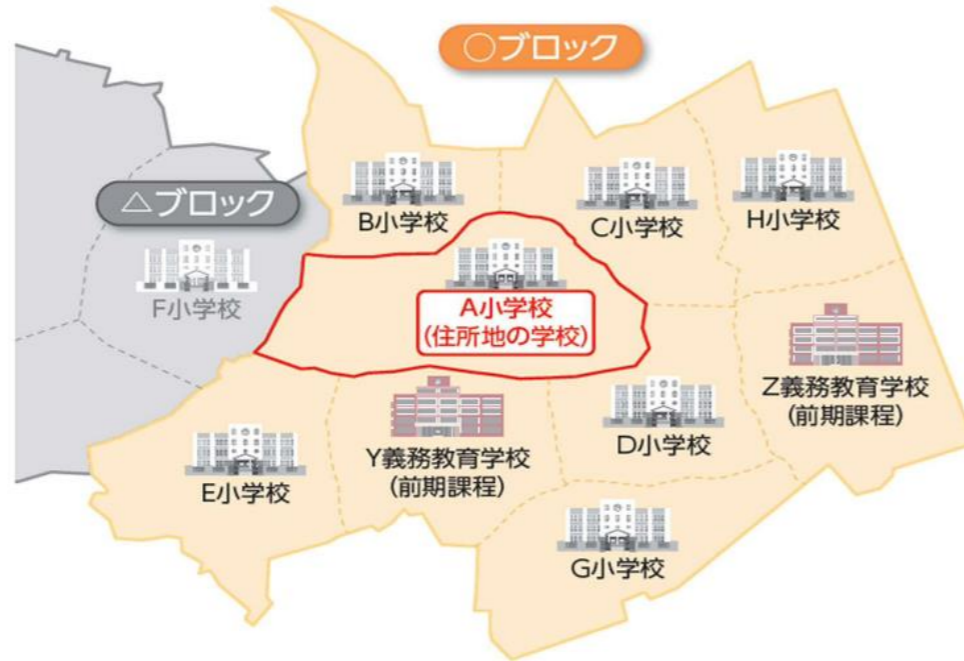 ○ブロック
△ブロック
B小学校
C小学校
H小学校
F小学校
A小学校
(住所地の学校)
Z義務教育学校
(前期課程)
D小学校
Y義務教育学校
(前期課程)
E小学校
G小学校